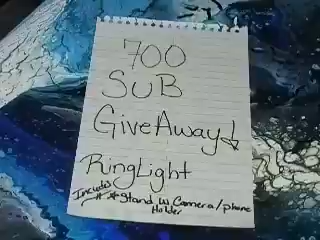 700
SUB
GiveAway↓
RingLight
Includes
**Stand w Camera/phone
Holder